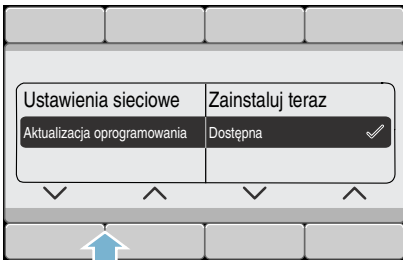 Ustawienia sieciowe
Zainstaluj teraz
Aktualizacja oprogramowania
Dostępna